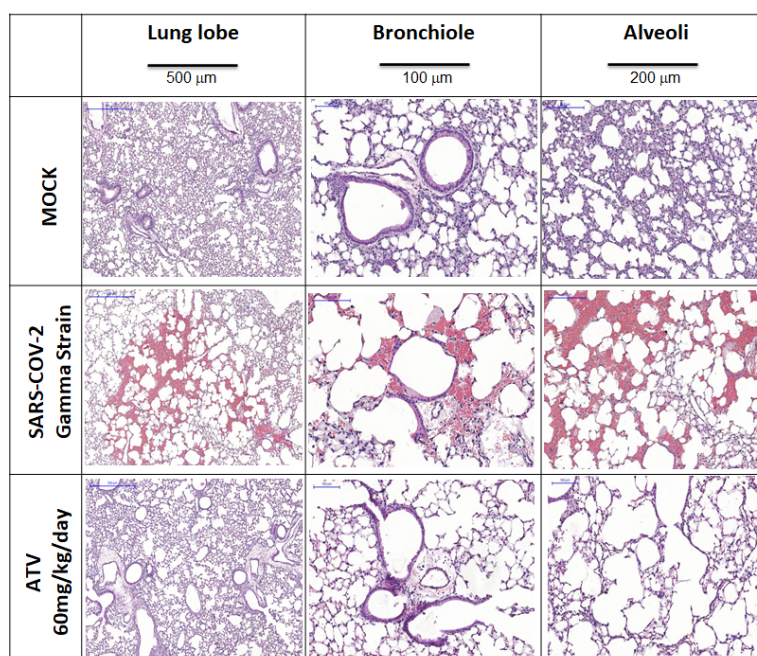 Lung lobe
500 μm
Bronchiole
100 μm
Alveoli
200 μm
MOCK
SARS-COV-2
Gamma Strain
ATV
60mg/kg/day